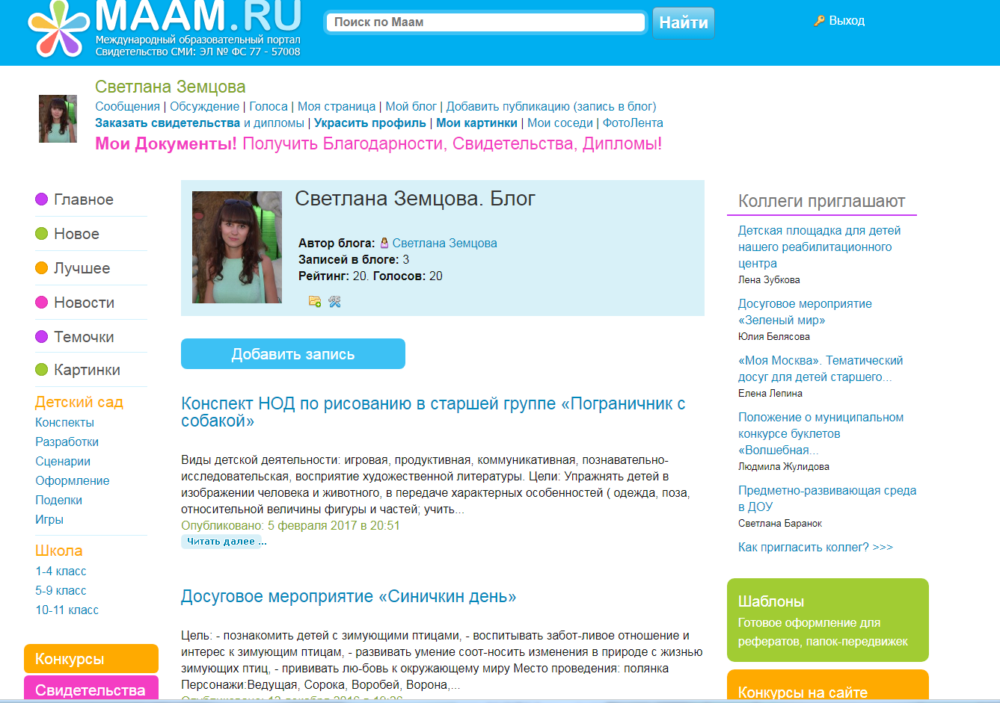 МААМ.RU
Международный образовательный портал
Свидетельство СМИ: ЭЛ № ФС 77 - 57008
Поиск по Маам
Найти
Выход
Светлана Земцова
Сообщения | Обсуждение | Голоса | Моя страница | Мой блог | Добавить публикацию (запись в блог)
Заказать свидетельства и дипломы | Украсить профиль | Мои картинки | Мои соседи | ФотоЛента
Мои Документы! Получить Благодарности, Свидетельства, Дипломы!
Главное
Новое
Лучшее
Новости
Темочки
Картинки
Детский сад
Конспекты
Разработки
Сценарии
Оформление
Поделки
Игры
Школа
1-4 класс
5-9 класс
10-11 класс
Конкурсы
Свидетельства
Светлана Земцова. Блог
Автор блога: Светлана Земцова
Записей в блоге: 3
Рейтинг: 20. Голосов: 20
Добавить запись
Конспект НОД по рисованию в старшей группе «Пограничник с
собакой»
Виды детской деятельности: игровая, продуктивная, коммуникативная, познавательно-
исследовательская, восприятие художественной литературы. Цели: Упражнять детей в
изображении человека и животного, в передаче характерных особенностей ( одежда, поза,
относительной величины фигуры и частей; учить...
Опубликовано: 5 февраля 2017 в 20:51
Читать далее ...
Досуговое мероприятие «Синичкин день»
Цель: - познакомить детей с зимующими птицами, - воспитывать забот-ливое отношение и
интерес к зимующим птицам, - развивать умение соот-носить изменения в природе с жизнью
зимующих птиц, - прививать лю-бовь к окружающему миру Место проведения: полянка
Персонажи:Ведущая, Сорока, Воробей, Ворона,...
Коллеги приглашают
Детская площадка для детей
нашего реабилитационного
центра
Лена Зубкова
Досуговое мероприятие
«Зеленый мир»
Юлия Белясова
«Моя Москва». Тематический
досуг для детей старшего...
Елена Лепина
Положение о муниципальном
конкурсе буклетов
«Волшебная...
Людмила Жулидова
Предметно-развивающая среда
в ДОУ
Светлана Баранок
Как пригласить коллег? >>>
Шаблоны
Готовое оформление для
рефератов, папок-передвижек
Конкурсы на сайте